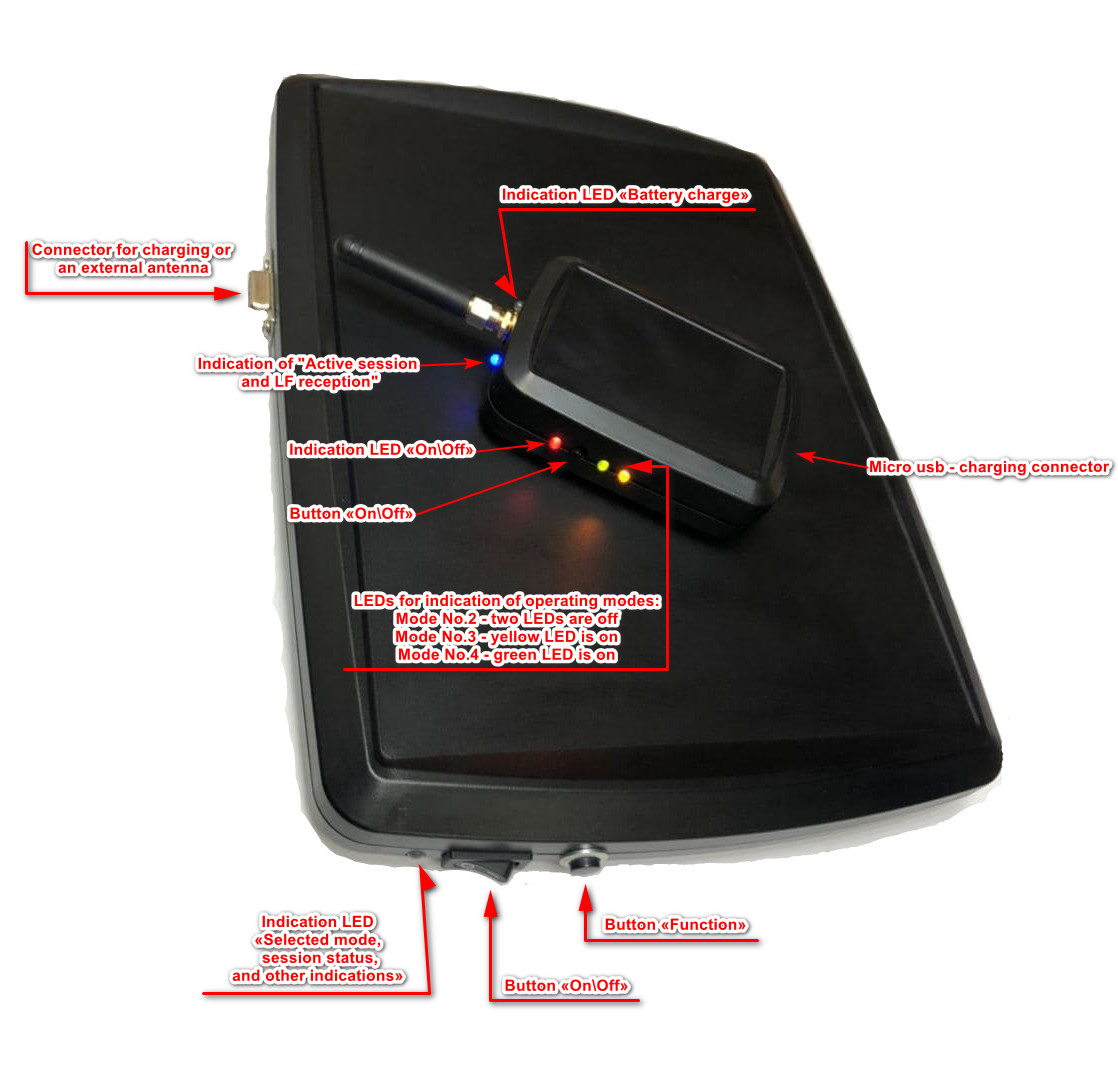 Indication LED «Battery charge»
Connector for charging or
an external antenna
Indication of "Active session
and LF reception"
Indication LED «On\Off»
Micro usb - charging connector
Button «On\Off»
LEDs for indication of operating modes:
Mode No.2 - two LEDs are off
Mode No.3 - yellow LED is on
Mode No.4 - green LED is on
Indication LED
«Selected mode,
session status,
and other indications»
Button «Function»
Button «On\Off»